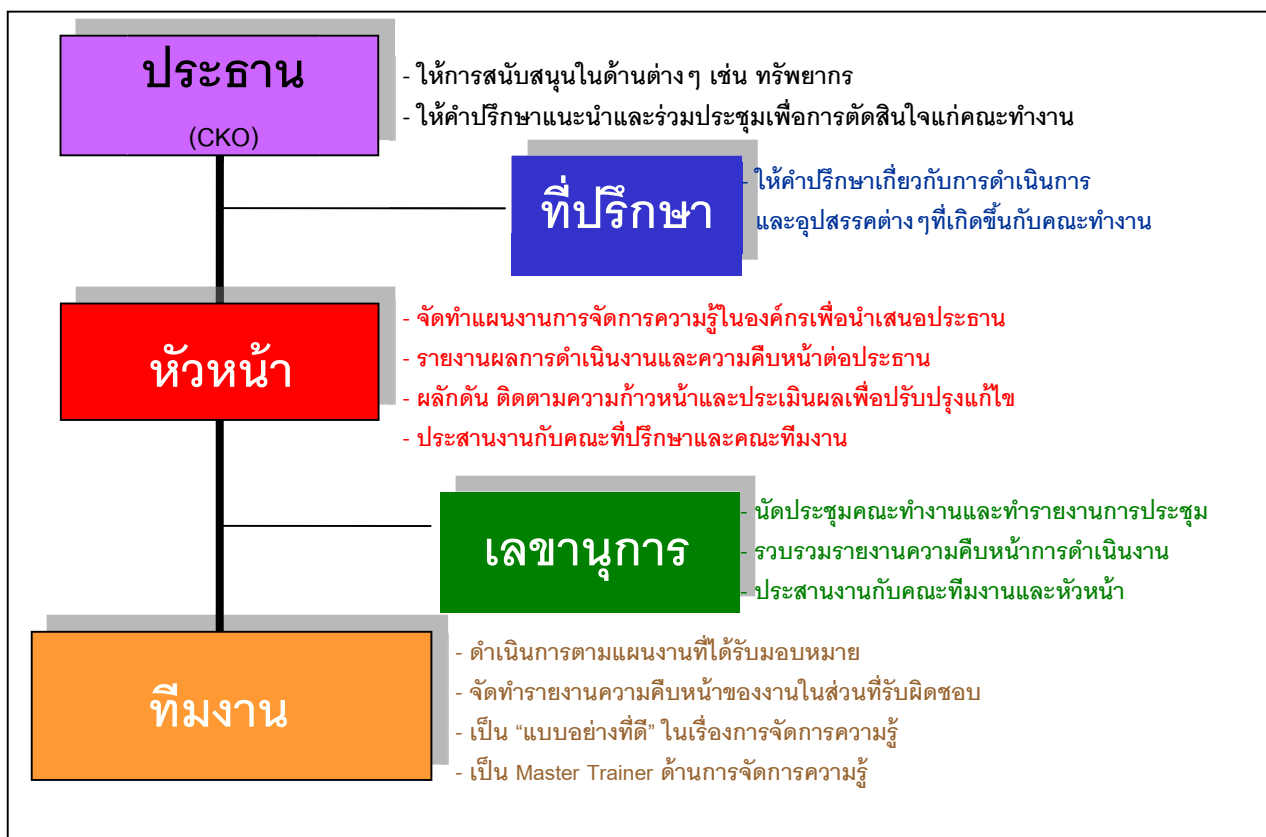 ประธาน
(CKO)
- ให้การสนับสนุนในด้านต่างๆ เช่น ทรัพยากร
- ให้คำปรึกษาแนะนำและร่วมประชุมเพื่อการตัดสินใจแก่คณะทำงาน
ที่ปรึกษา
- ให้คำปรึกษาเกี่ยวกับการดำเนินการ
และอุปสรรคต่างๆที่เกิดขึ้นกับคณะทำงาน
หัวหน้า
- จัดทำแผนงานการจัดการความรู้ในองค์กรเพื่อนำเสนอประธาน
- รายงานผลการดำเนินงานและความคืบหน้าต่อประธาน
- ผลักดัน ติดตามความก้าวหน้าและประเมินผลเพื่อปรับปรุงแก้ไข
- ประสานงานกับคณะที่ปรึกษาและคณะทีมงาน
เลขานุการ
- นัดประชุมคณะทำงานและทำรายงานการประชุม
- รวบรวมรายงานความคืบหน้าการดำเนินงาน
- ประสานงานกับคณะทีมงานและหัวหน้า
ทีมงาน
- ดำเนินการตามแผนงานที่ได้รับมอบหมาย
- จัดทำรายงานความคืบหน้าของงานในส่วนที่รับผิดชอบ
- เป็น “แบบอย่างที่ดี” ในเรื่องการจัดการความรู้
- เป็น Master Trainer ด้านการจัดการความรู้